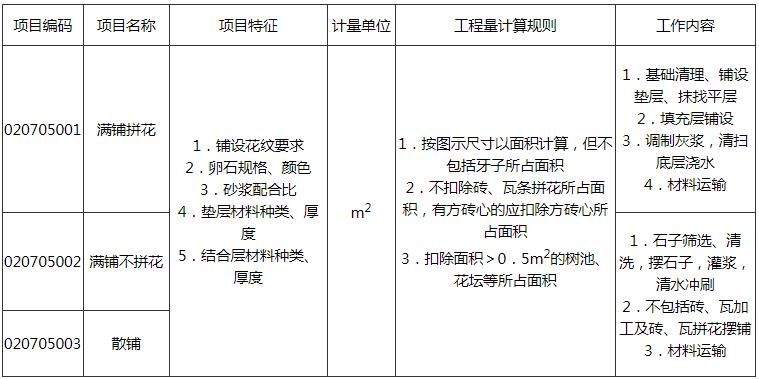 项目编码 项目名称 项目特征 计量单位 工程量计算规则 工作内容
020705001 满铺拼花
1．铺设花纹要求
2．卵石规格、颜色
3．砂浆配合比
4．垫层材料种类、厚
度
5．结合层材料种类、
厚度
m²
1．按图示尺寸以面积计算，但不
包括牙子所占面积
2．不扣除砖、瓦条拼花所占面
积，有方砖心的应扣除方砖心所
占面积
3．扣除面积＞0．5m²的树池、
花坛等所占面积
1．基础清理、铺设
垫层、抹找平层
2．填充层铺设
3．调制灰浆，清扫
底层浇水
4．材料运输
020705002 满铺不拼花
1．石子筛选、清
洗，摆石子，灌浆，
清水冲刷
2．不包括砖、瓦加
工及砖、瓦拼花摆铺
3．材料运输
020705003 散铺